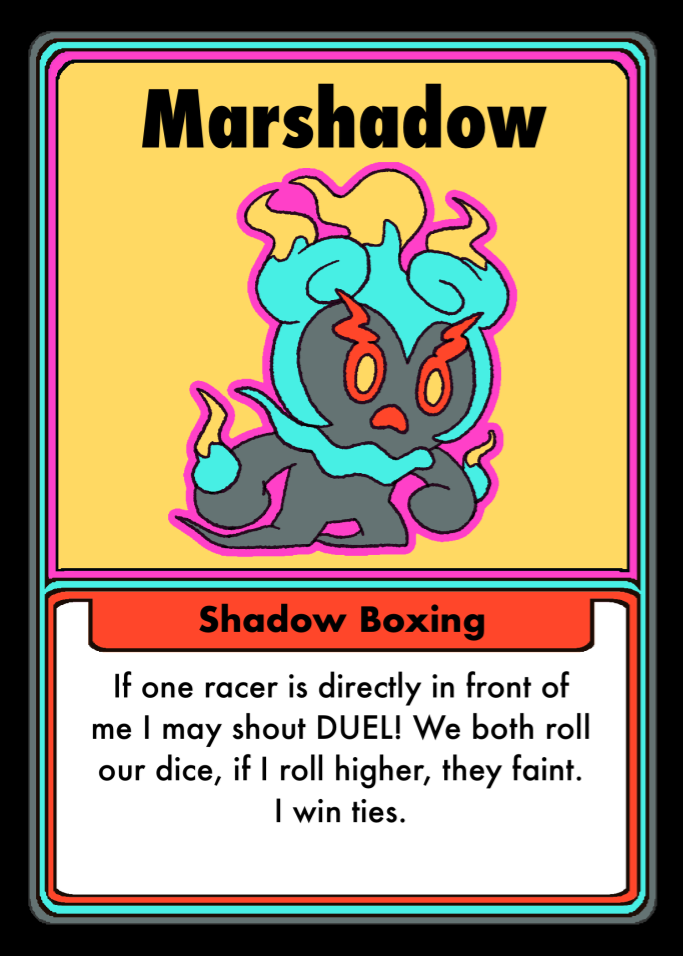 Marshadow
Shadow Boxing
If one racer is directly in front of
me I may shout DUEL! We both roll
our dice, if I roll higher, they faint.
I win ties.